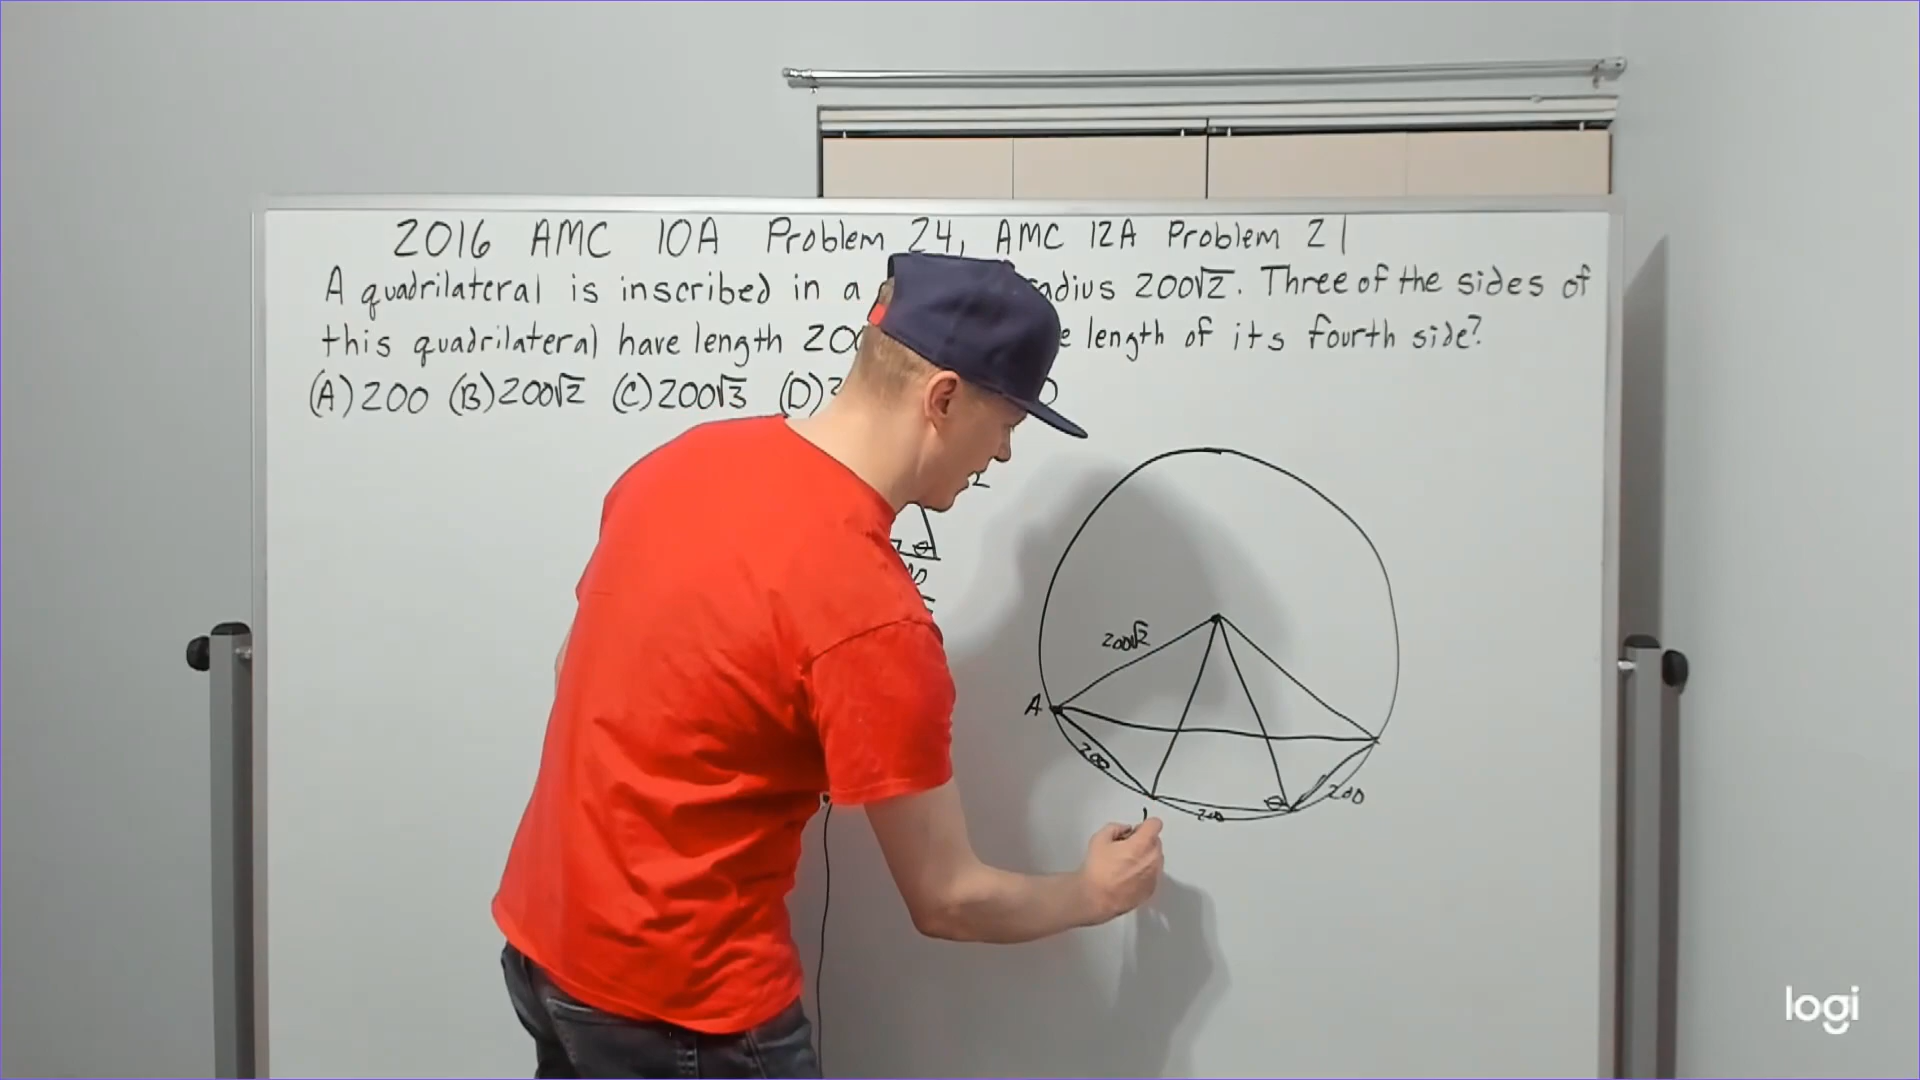 2016 AMC 10A Problem 24, AMC 12A Problem 21
A quadrilateral is inscribed in a radius 200√2. Three of the sides of
this quadrilateral have length length of its fourth side?
(A) 200 (B) 200√2 (C) 200√3 (D)
200√2
A
200
θ
200
200
θ
logi